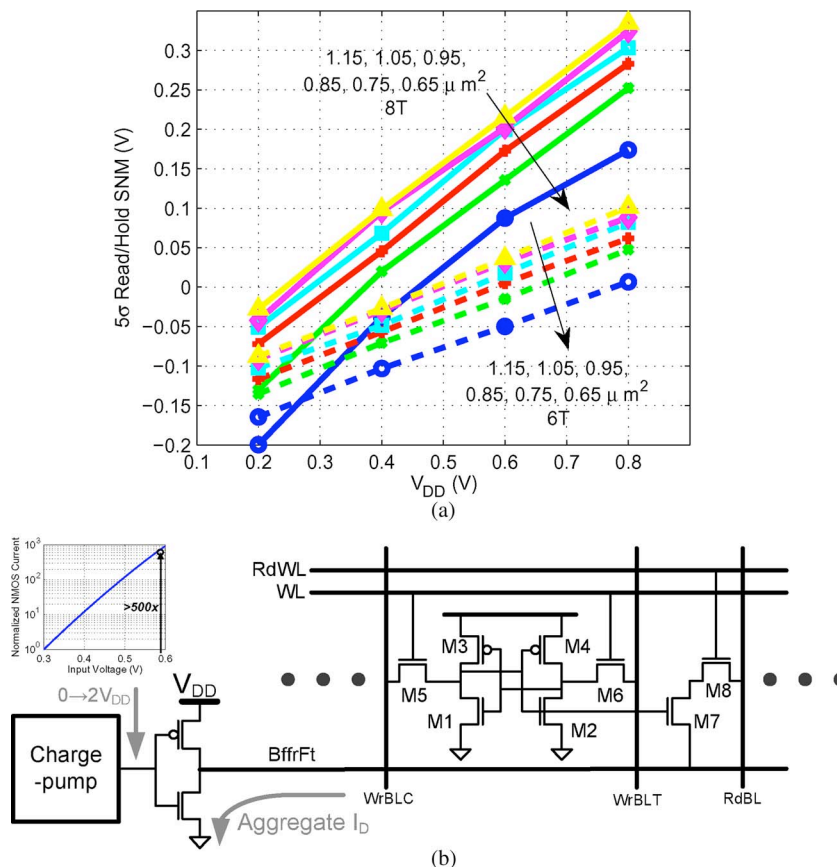 0.3
0.25
0.2
0.15
0.1
0.05
0
−0.05
−0.1
−0.15
−0.2
5σ Read/Hold SNM (V)
1.15, 1.05, 0.95,
0.85, 0.75, 0.65 μ m²
8T
1.15, 1.05, 0.95,
0.85, 0.75, 0.65 μ m²
6T
0.1 0.2 0.3 0.4 0.5 0.6 0.7 0.8 0.9
V_DD (V)
(a)
Normalized NMOS Current
10³
10²
10¹
10⁰
>500x
0.3 0.4 0.5 0.6
Input Voltage (V)
0→2V_DD
V_DD
Charge
-pump
BffrFt
Aggregate I_D
RdWL
WL
M3
M4
M5
M6
M8
M1
M2
M7
WrBLC
WrBLT
RdBL
(b)